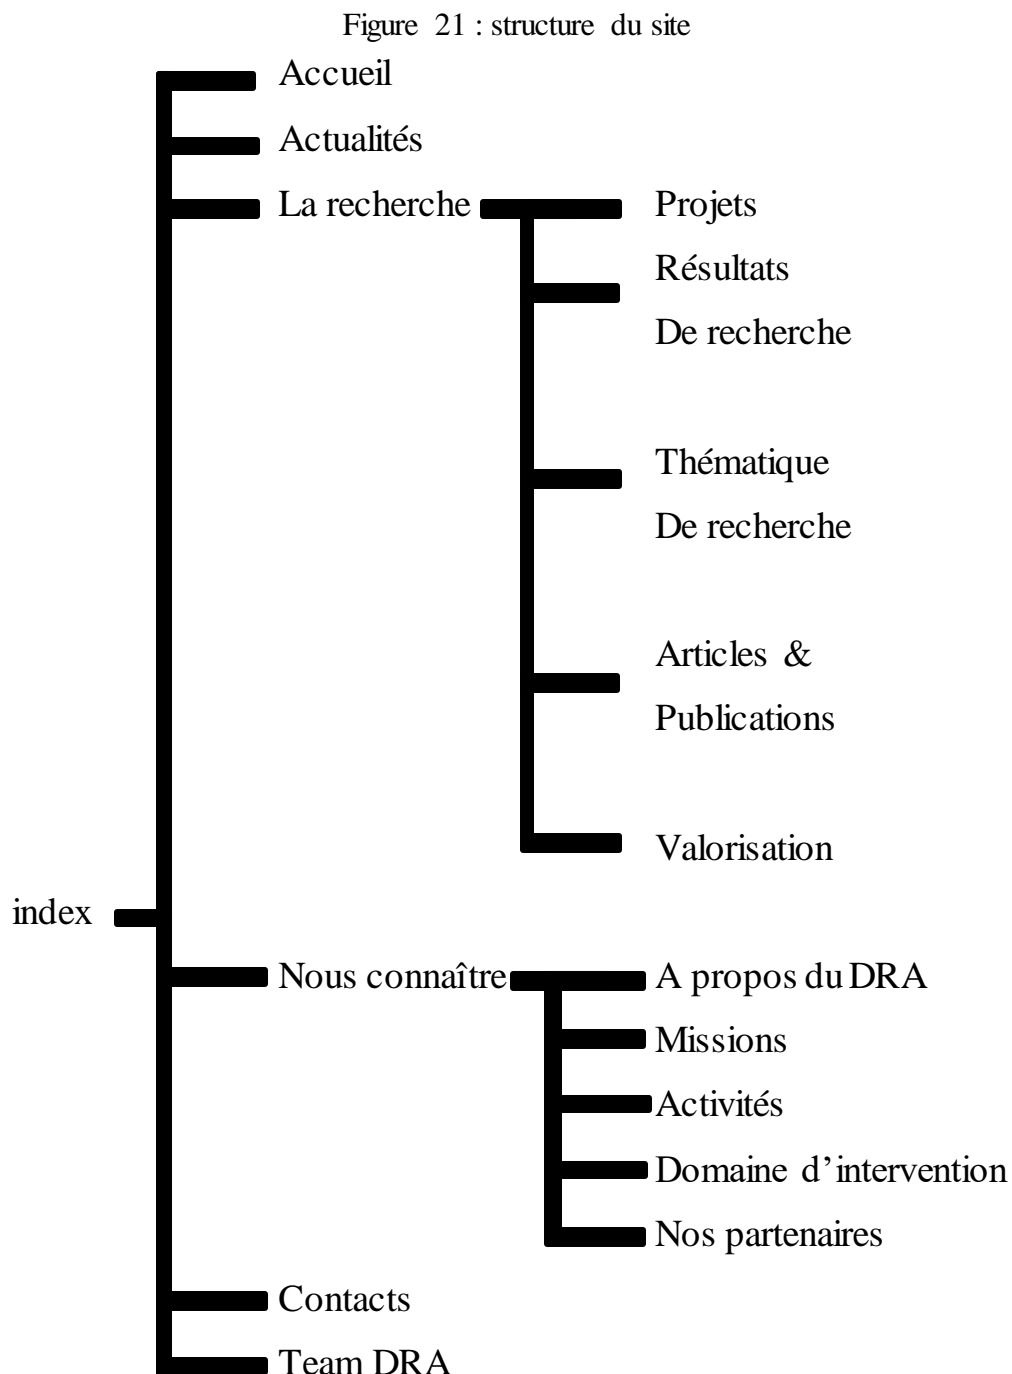 Figure 21 : structure du site
Accueil
Actualités
La recherche
Projets
Résultats
De recherche
Thématique
De recherche
Articles &
Publications
Valorisation
index
Nous connaître
A propos du DRA
Missions
Activités
Domaine d’intervention
Nos partenaires
Contacts
Team DRA